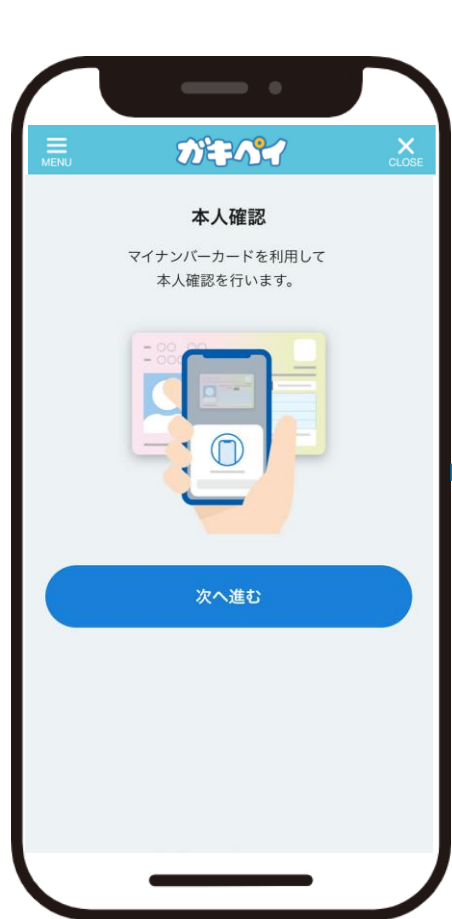 MENU
ガキペイ
CLOSE
本人確認
マイナンバーカードを利用して
本人確認を行います。
次へ進む